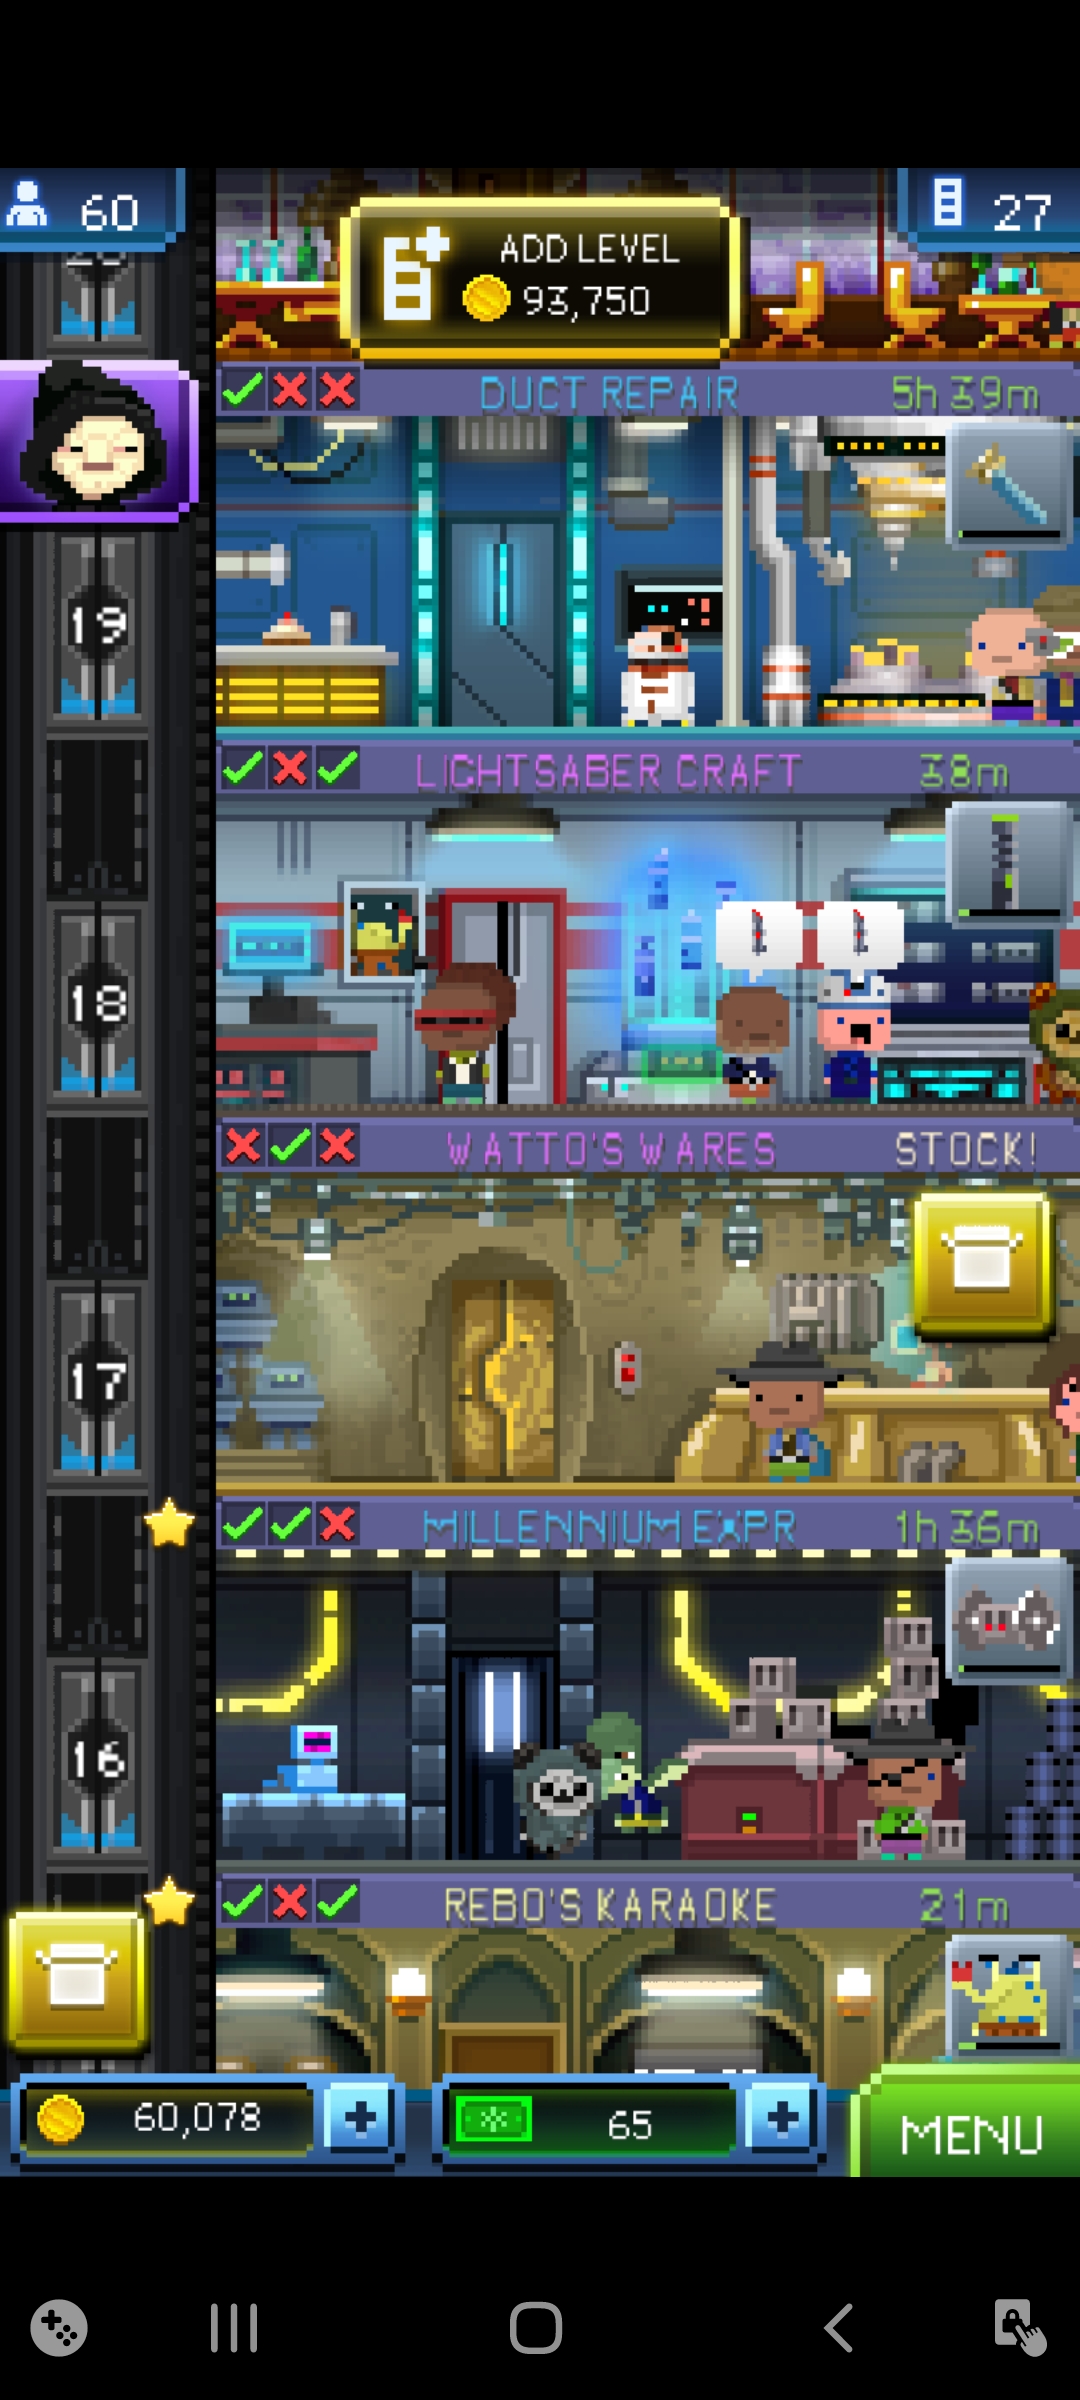 60
27
ADD LEVEL
93,750
DUCT REPAIR 5h 39m
19
LIGHTSABER CRAFT 38m
18
WATTO'S WARES STOCK!
17
MILLENNIUM EXPR 1h 36m
16
REBO'S KARAOKE 21m
60,078
65
MENU